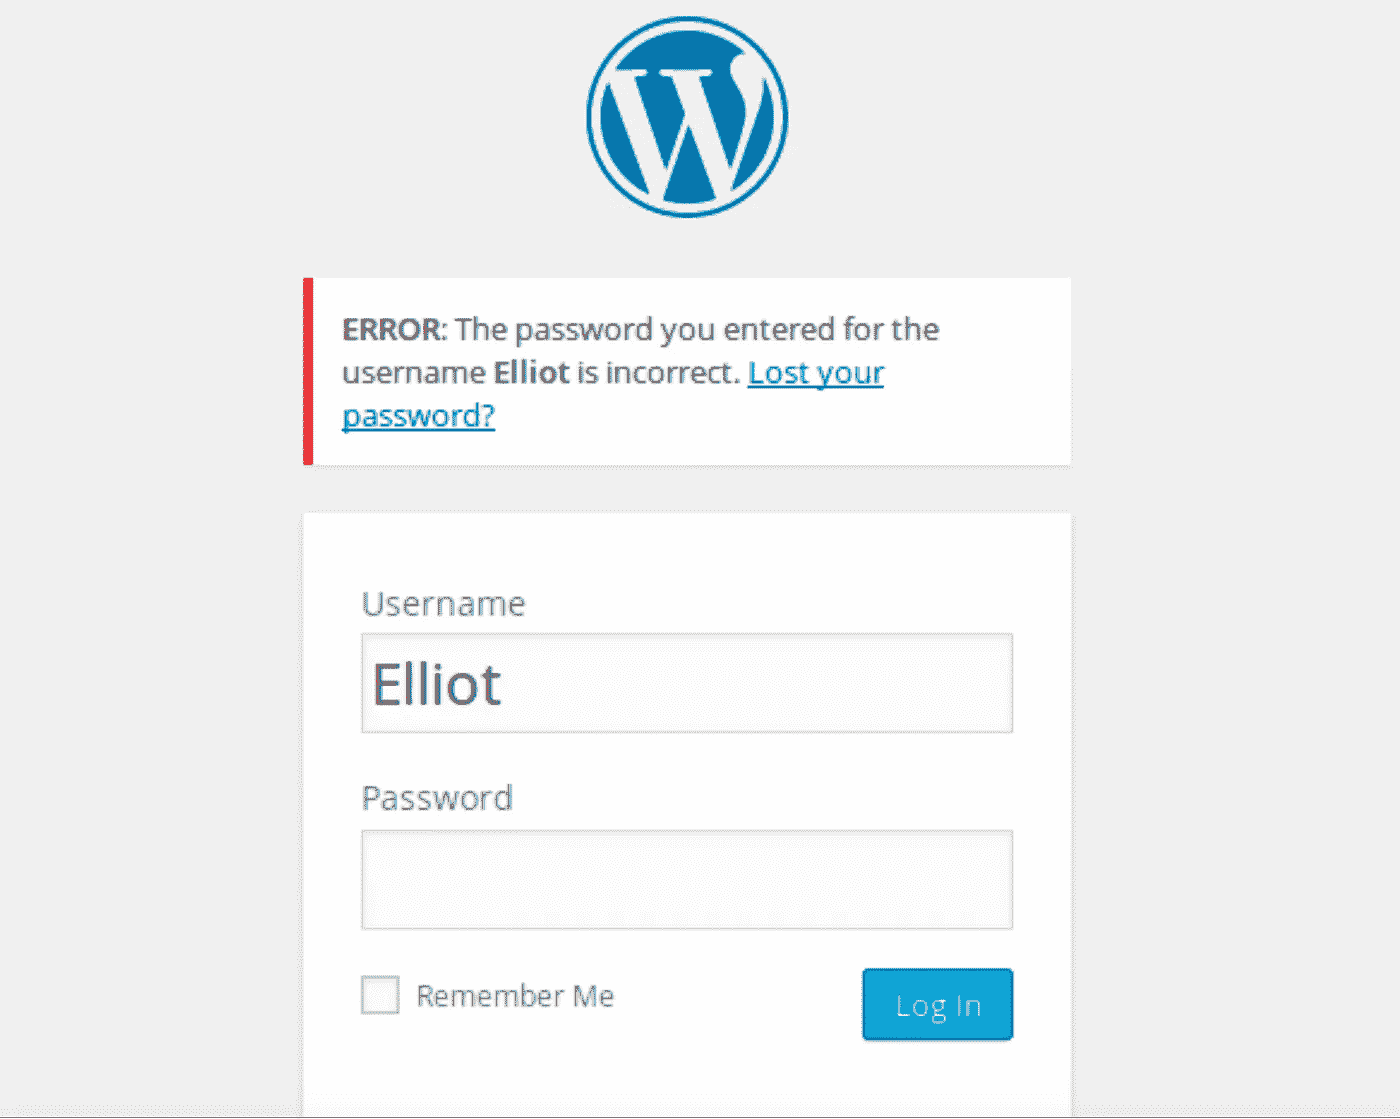 ERROR: The password you entered for the
username Elliot is incorrect. Lost your
password?
Username
Elliot
Password
Remember Me
Log In